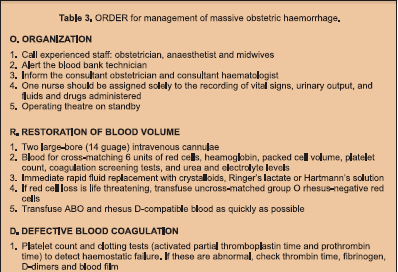 Table 3. ORDER for management of massive obstetric haemorrhage.
O. ORGANIZATION
1. Call experienced staff: obstetrician, anaesthetist and midwives
2. Alert the blood bank technician
3. Inform the consultant obstetrician and consultant haematologist
4. One nurse should be assigned solely to the recording of vital signs, urinary output, and
fluids and drugs administered
5. Operating theatre on standby
R. RESTORATION OF BLOOD VOLUME
1. Two large-bore (14 guage) intravenous cannulae
2. Blood for cross-matching 6 units of red cells, heamoglobin, packed cell volume, platelet
count, coagulation screening tests, and urea and electrolyte levels
3. Immediate rapid fluid replacement with crystalloids, Ringer's lactate or Hartmann's solution
4. If red cell loss is life threatening, transfuse uncross-matched group O rhesus-negative red
cells
5. Transfuse ABO and rhesus D-compatible blood as quickly as possible
D. DEFECTIVE BLOOD COAGULATION
1. Platelet count and clotting tests (activated partial thromboplastin time and prothrombin
time) to detect haemostatic failure. If these are abnormal, check thrombin time, fibrinogen,
D-dimers and blood film